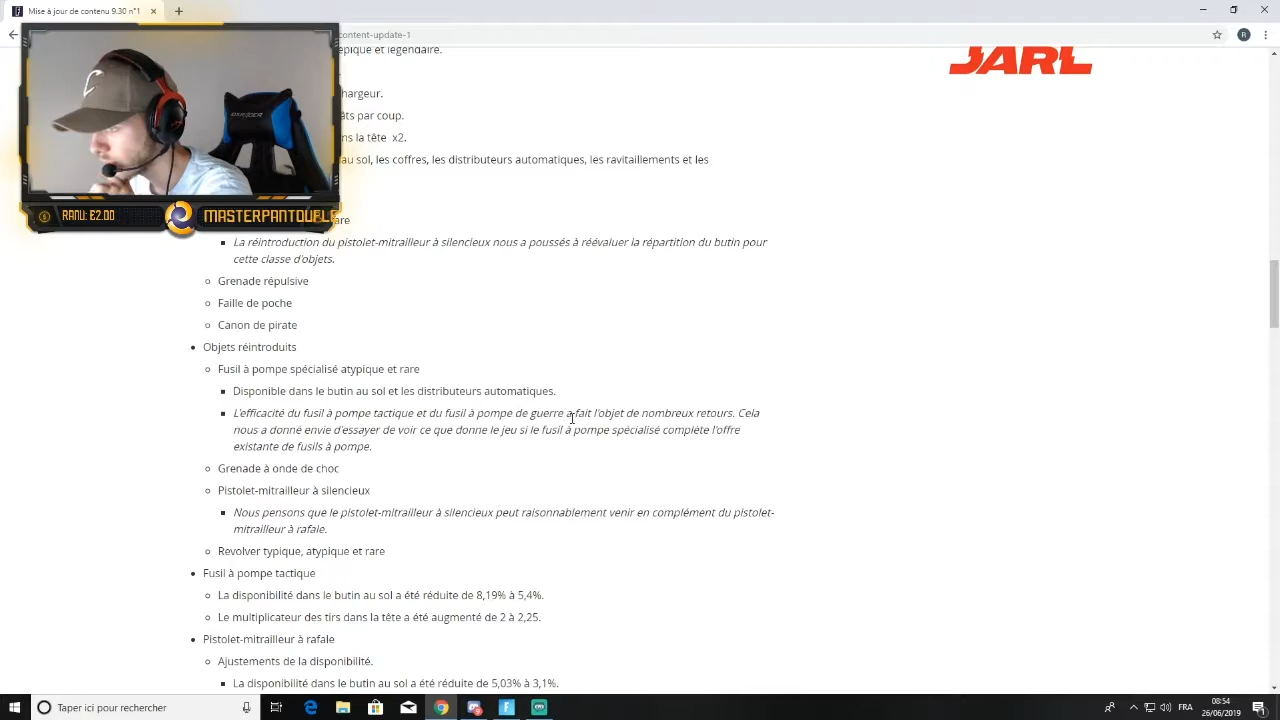 Mise à jour de contenu 9.30 n°1
content-update-1
épique et légendaire.
JARL
chargeur.
âts par coup.
ns la tête x2.
au sol, les coffres, les distributeurs automatiques, les ravitaillements et les
RANU: €2.00
MASTERPANTOUFLE
rare
La réintroduction du pistolet-mitrailleur à silencieux nous a poussés à réévaluer la répartition du butin pour
cette classe d'objets.
Grenade répulsive
Faille de poche
Canon de pirate
Objets réintroduits
Fusil à pompe spécialisé atypique et rare
Disponible dans le butin au sol et les distributeurs automatiques.
L'efficacité du fusil à pompe tactique et du fusil à pompe de guerre a fait l'objet de nombreux retours. Cela
nous a donné envie d'essayer de voir ce que donne le jeu si le fusil à pompe spécialisé complète l'offre
existante de fusils à pompe.
Grenade à onde de choc
Pistolet-mitrailleur à silencieux
Nous pensons que le pistolet-mitrailleur à silencieux peut raisonnablement venir en complément du pistolet-
mitrailleur à rafale.
Revolver typique, atypique et rare
Fusil à pompe tactique
La disponibilité dans le butin au sol a été réduite de 8,19% à 5,4%.
Le multiplicateur des tirs dans la tête a été augmenté de 2 à 2,25.
Pistolet-mitrailleur à rafale
Ajustements de la disponibilité.
La disponibilité dans le butin au sol a été réduite de 5,03% à 3,1%.
Taper ici pour rechercher
FRA
08:54
26/06/2019